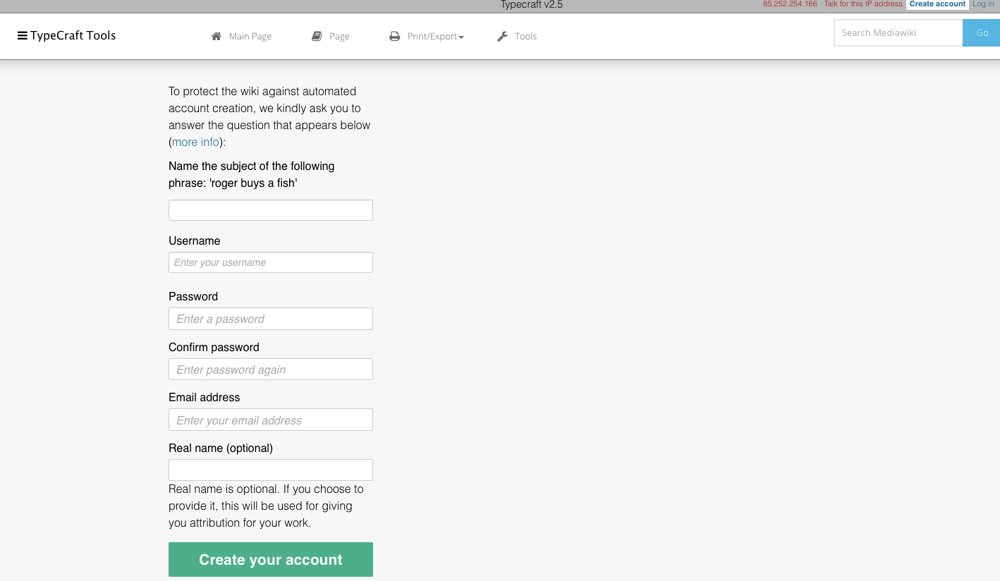 Typecraft v2.5
85.252.254.166 Talk for this IP address Create account Log in
TypeCraft Tools Main Page Page Print/Export Tools Search Mediawiki Go
To protect the wiki against automated
account creation, we kindly ask you to
answer the question that appears below
(more info):
Name the subject of the following
phrase: 'roger buys a fish'
Username
Enter your username
Password
Enter a password
Confirm password
Enter password again
Email address
Enter your email address
Real name (optional)
Real name is optional. If you choose to
provide it, this will be used for giving
you attribution for your work.
Create your account